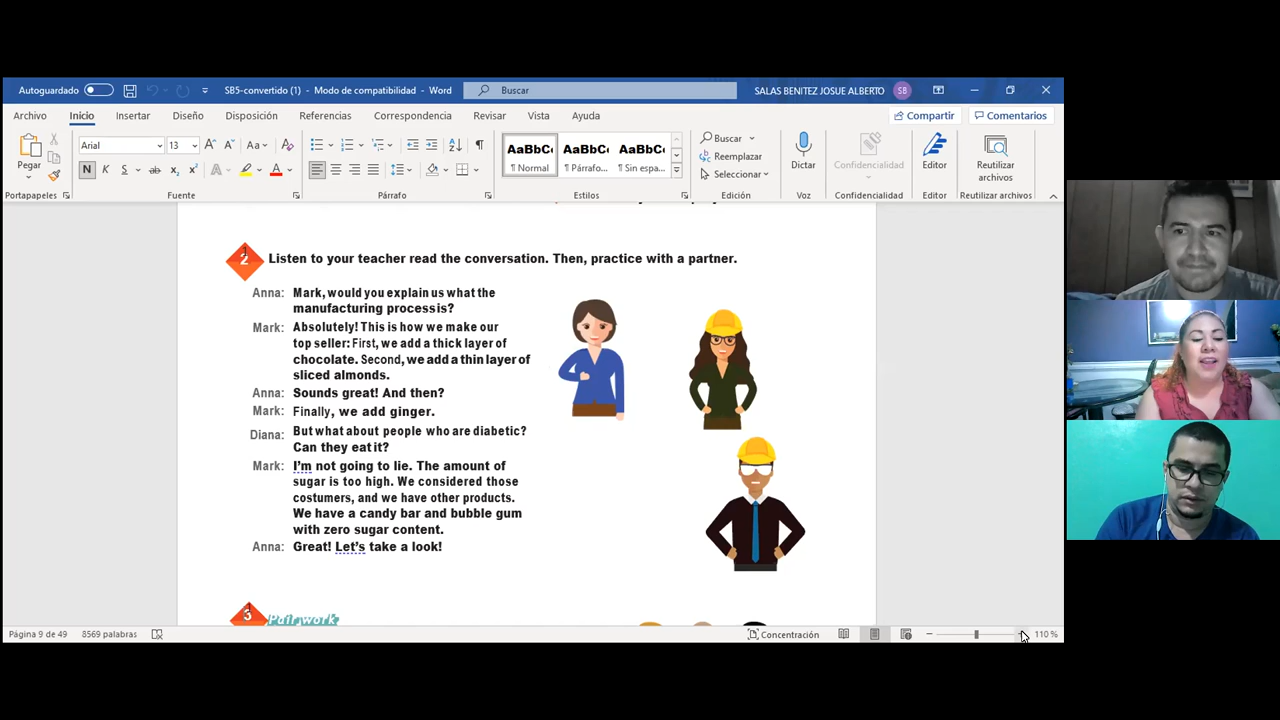 Autoguardado
SB5-convertido (1) - Modo de compatibilidad - Word
Buscar
SALAS BENITEZ JOSUE ALBERTO
SB
Archivo Inicio Insertar Diseño Disposición Referencias Correspondencia Revisar Vista Ayuda
Compartir Comentarios
Pegar
Arial 13
Aa
N K S ab x₂ x² A A
AaBbCc AaBbCc AaBbCc
¶ Normal ¶ Párrafo... ¶ Sin espa...
Buscar
Reemplazar
Seleccionar
Dictar
Confidencialidad
Editor
Reutilizar
archivos
Portapapeles Fuente Párrafo Estilos Edición Voz Confidencialidad Editor Reutilizar archivos
2 Listen to your teacher read the conversation. Then, practice with a partner.
Anna: Mark, would you explain us what the
manufacturing process is?
Mark: Absolutely! This is how we make our
top seller: First, we add a thick layer of
chocolate. Second, we add a thin layer of
sliced almonds.
Anna: Sounds great! And then?
Mark: Finally, we add ginger.
Diana: But what about people who are diabetic?
Can they eat it?
Mark: I'm not going to lie. The amount of
sugar is too high. We considered those
costumers, and we have other products.
We have a candy bar and bubble gum
with zero sugar content.
Anna: Great! Let's take a look!
3 Pair work
Página 9 de 49 8569 palabras
Concentración
110 %